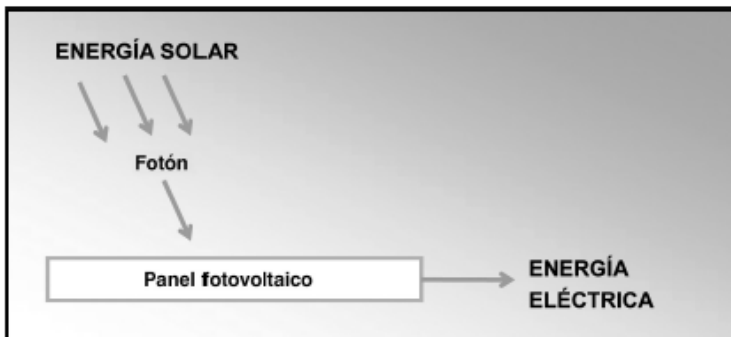 ENERGÍA SOLAR
Fotón
Panel fotovoltaico
ENERGÍA
ELÉCTRICA